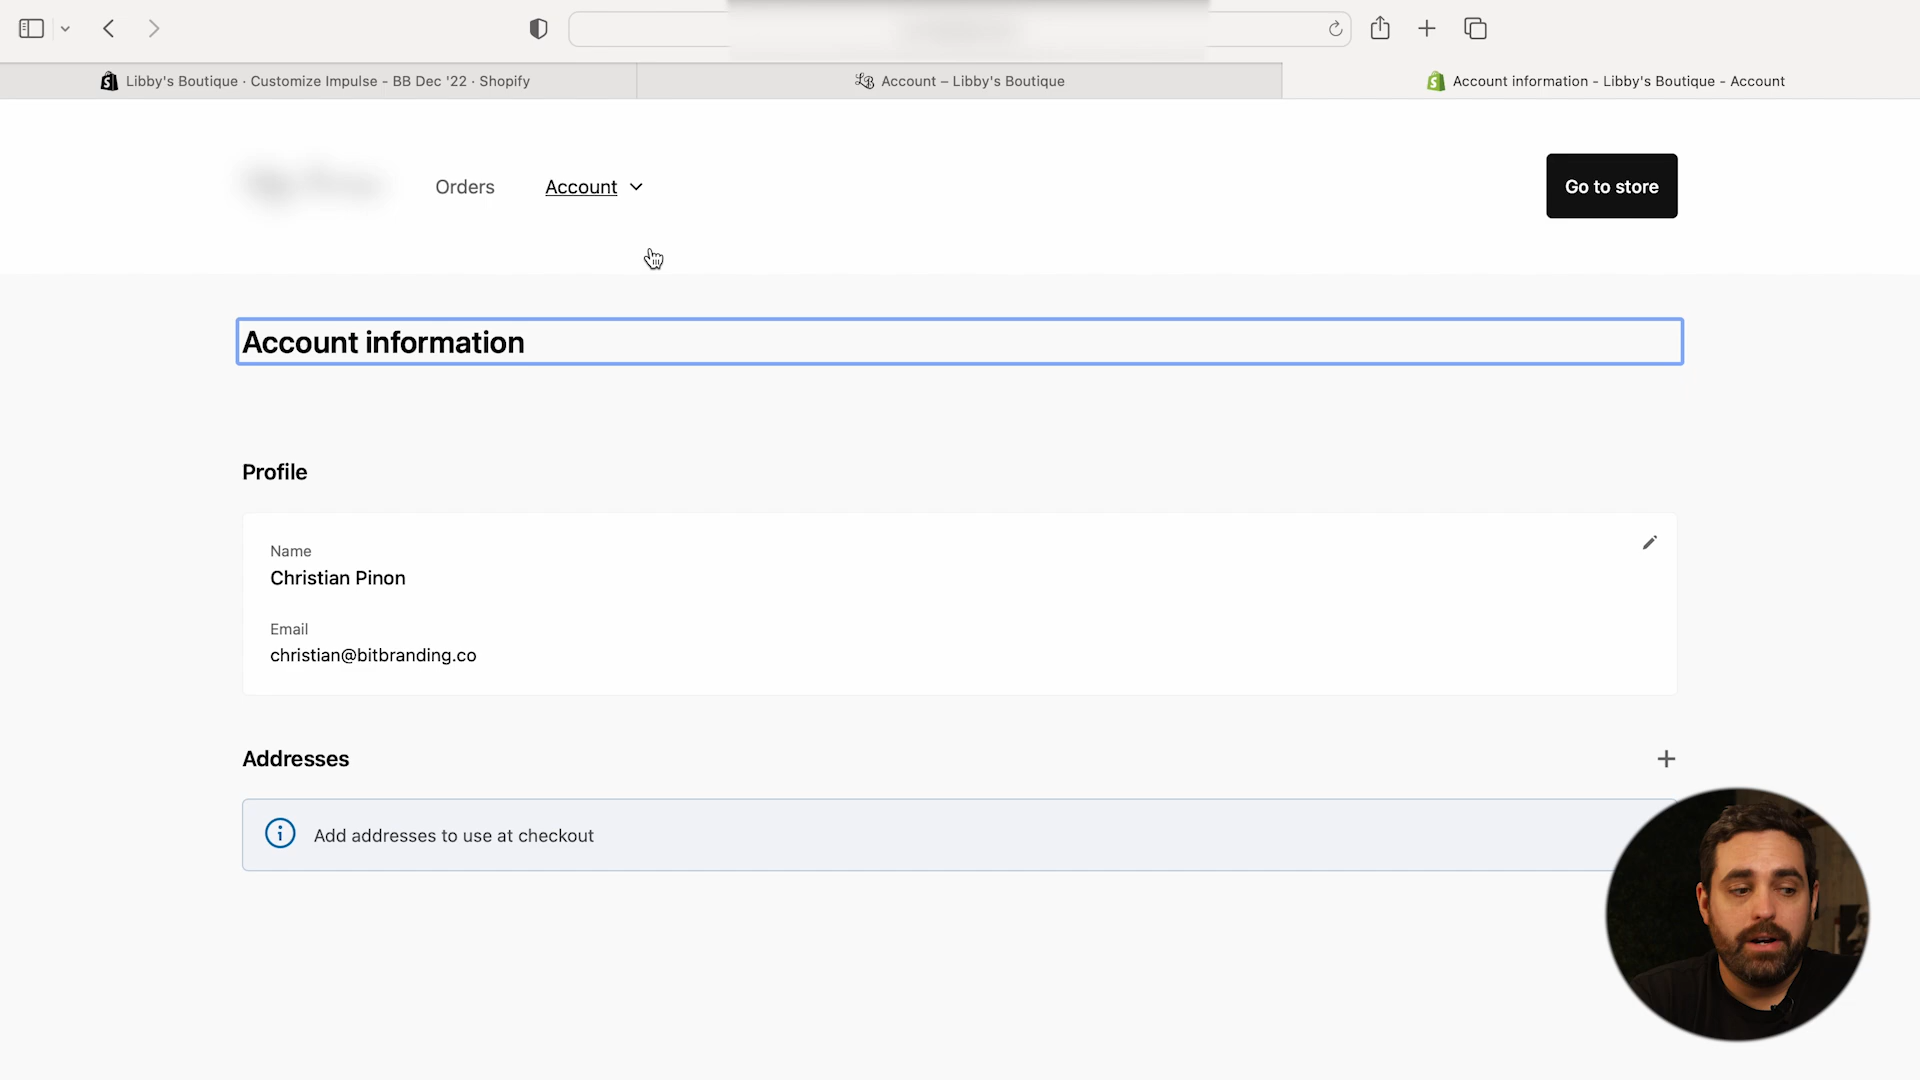 Libby's Boutique · Customize Impulse - BB Dec '22 · Shopify
Account – Libby's Boutique
Account information - Libby's Boutique - Account
Orders
Account
Go to store
Account information
Profile
Name
Christian Pinon
Email
christian@bitbranding.co
Addresses
Add addresses to use at checkout